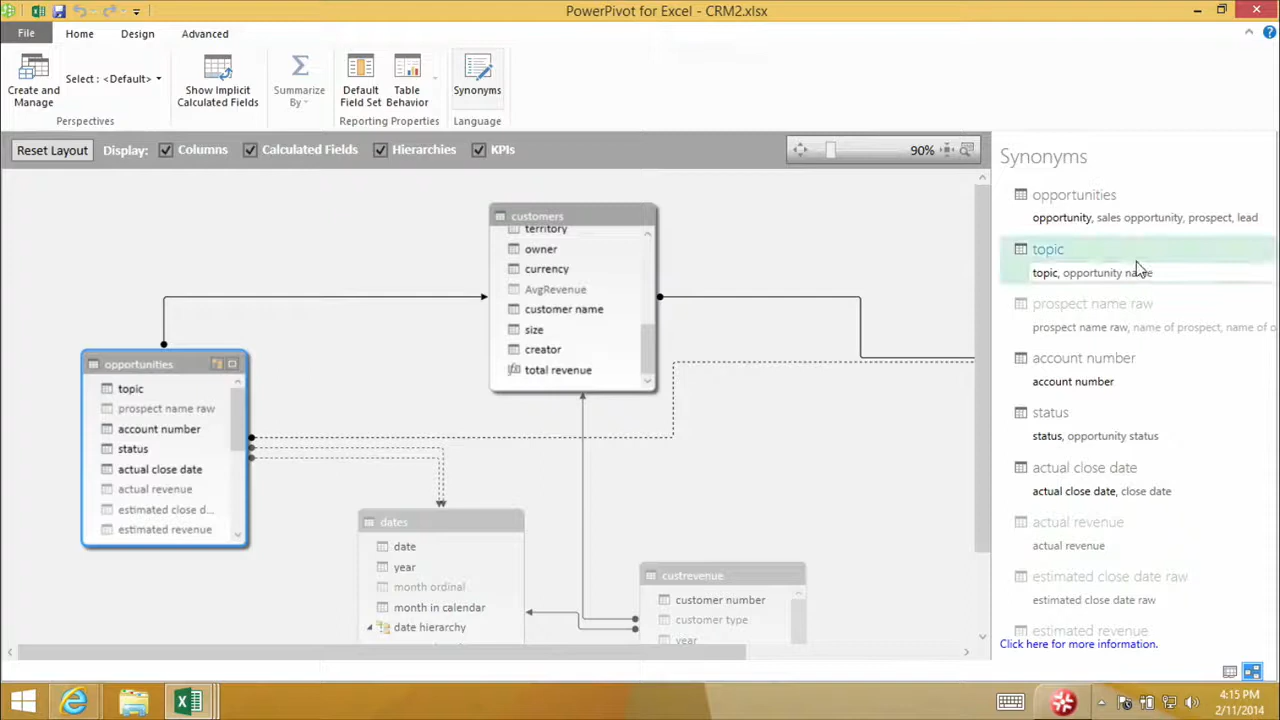 PowerPivot for Excel - CRM2.xlsx
File
Home
Design
Advanced
Create and
Manage
Select : <Default>
Perspectives
Show Implicit
Calculated Fields
Summarize
By
Default
Field Set
Table
Behavior
Reporting Properties
Synonyms
Language
Reset Layout
Display:
Columns
Calculated Fields
Hierarchies
KPIs
90%
customers
territory
owner
currency
AvgRevenue
customer name
size
creator
total revenue
opportunities
topic
prospect name raw
account number
status
actual close date
actual revenue
estimated close d...
estimated revenue
dates
date
year
month ordinal
month in calendar
date hierarchy
custrevenue
customer number
customer type
year
Synonyms
opportunities
opportunity, sales opportunity, prospect, lead
topic
topic, opportunity name
prospect name raw
prospect name raw, name of prospect, name of o
account number
account number
status
status, opportunity status
actual close date
actual close date, close date
actual revenue
actual revenue
estimated close date raw
estimated close date raw
estimated revenue
Click here for more information.
4:15 PM
2/11/2014